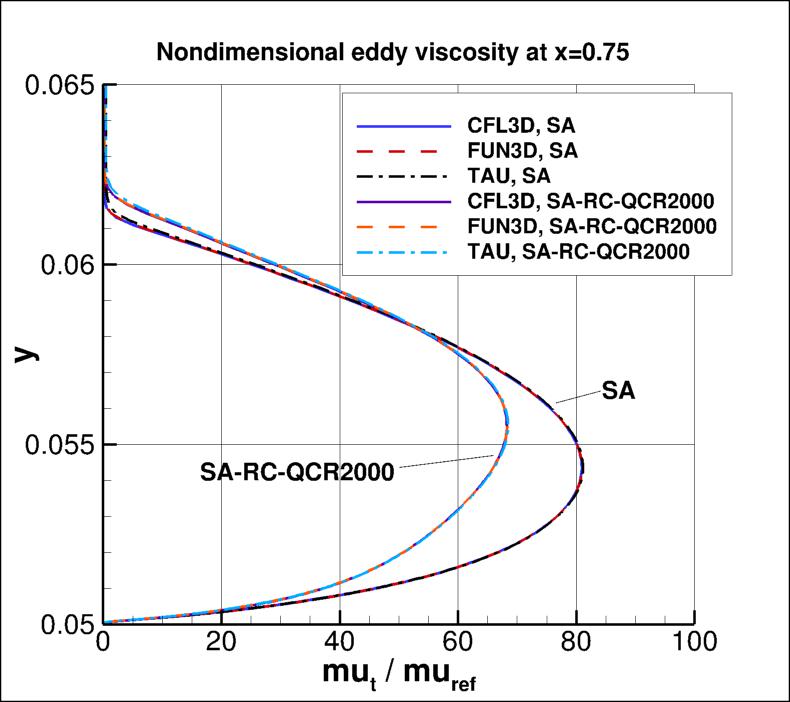 Nondimensional eddy viscosity at x=0.75
0.065
CFL3D, SA
FUN3D, SA
TAU, SA
CFL3D, SA-RC-QCR2000
FUN3D, SA-RC-QCR2000
TAU, SA-RC-QCR2000
0.06
y
SA
0.055
SA-RC-QCR2000
0.05
0 20 40 60 80 100
mut / muref